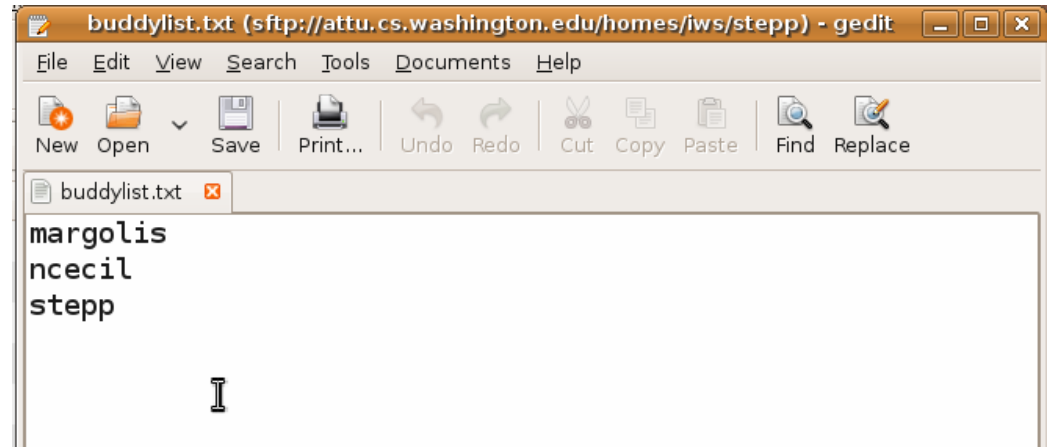 buddylist.txt (sftp://attu.cs.washington.edu/homes/iws/stepp) - gedit
File Edit View Search Tools Documents Help
New Open Save Print... Undo Redo Cut Copy Paste Find Replace
buddylist.txt
margolis
ncecil
stepp